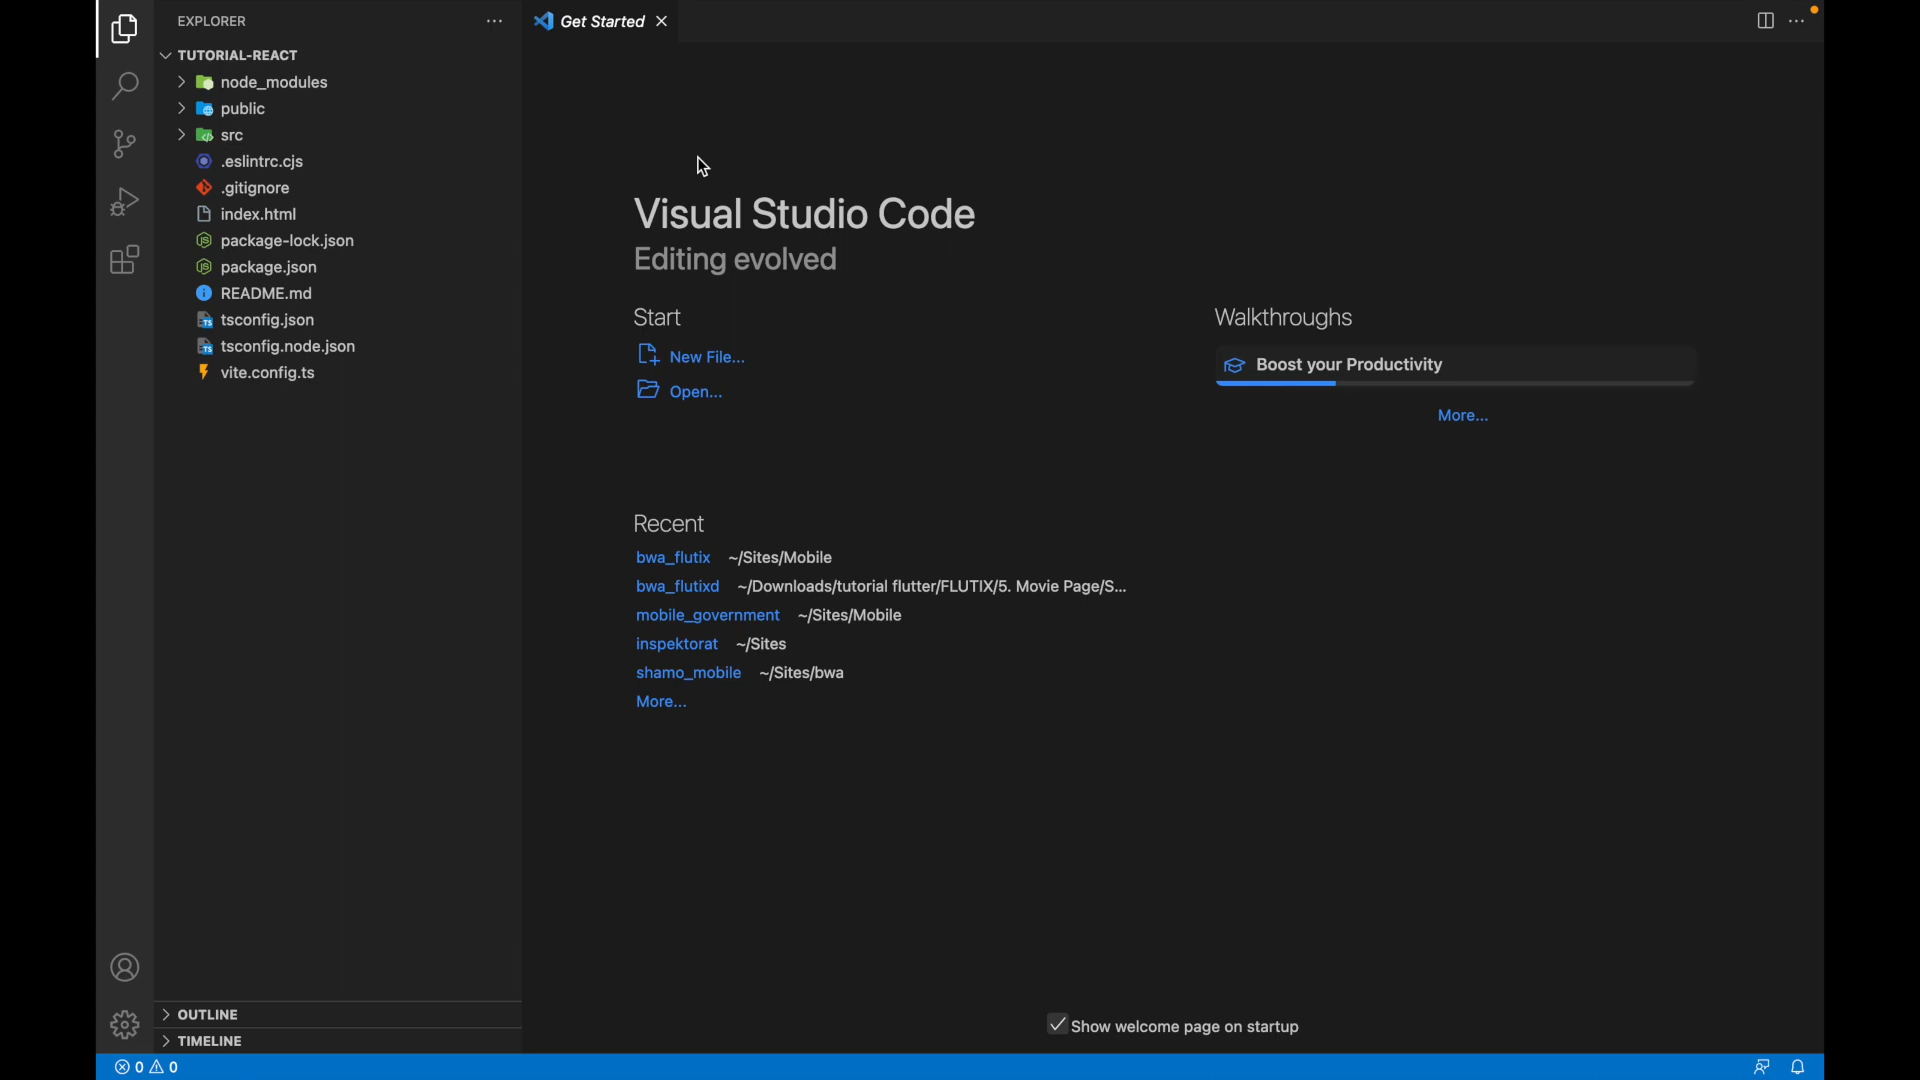 EXPLORER
TUTORIAL-REACT
node_modules
public
src
.eslintrc.cjs
.gitignore
index.html
package-lock.json
package.json
README.md
tsconfig.json
tsconfig.node.json
vite.config.ts
OUTLINE
TIMELINE
Get Started
Visual Studio Code
Editing evolved
Start
New File...
Open...
Recent
bwa_flutix ~/Sites/Mobile
bwa_flutixd ~/Downloads/tutorial flutter/FLUTIX/5. Movie Page/S...
mobile_government ~/Sites/Mobile
inspektorat ~/Sites
shamo_mobile ~/Sites/bwa
More...
Walkthroughs
Boost your Productivity
More...
Show welcome page on startup
0 0